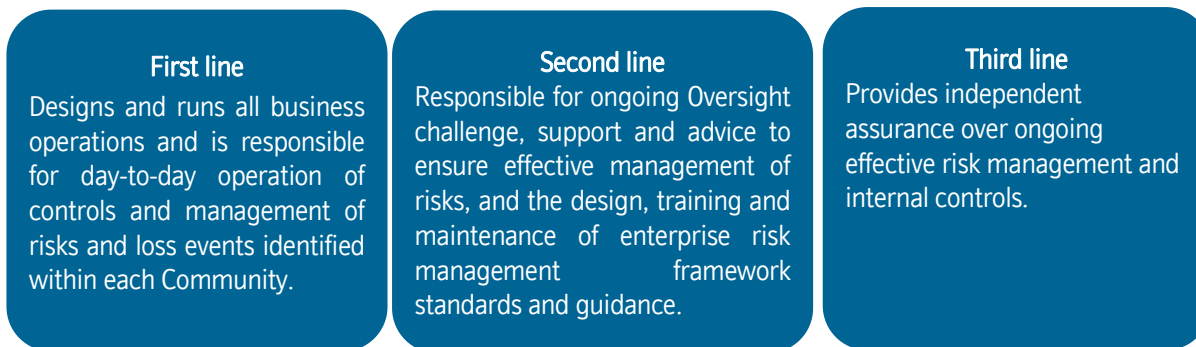 First line
Designs and runs all business
operations and is responsible
for day-to-day operation of
controls and management of
risks and loss events identified
within each Community.
Second line
Responsible for ongoing Oversight
challenge, support and advice to
ensure effective management of
risks, and the design, training and
maintenance of enterprise risk
management framework
standards and guidance.
Third line
Provides independent
assurance over ongoing
effective risk management and
internal controls.